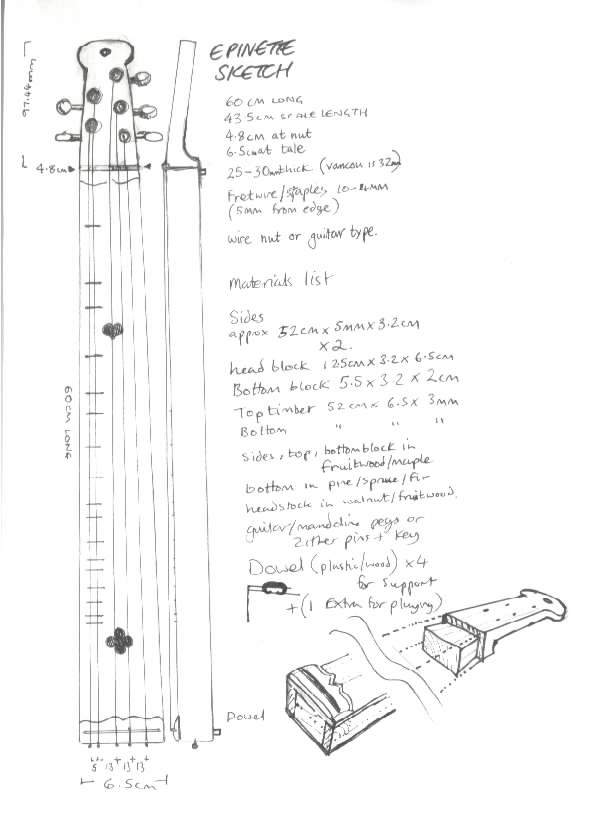 EPINETTE
SKETCH
60 CM LONG
43.5cm SCALE LENGTH
4.8cm at nut
6.5cm at tale
4.8cm
25-30mm thick (vancou is 32mm)
Fretwire/staples
(5mm from edge)
wire nut or guitar type.
materials list
Sides
approx 52cm x 5mm x 3.2cm
x 2.
head block 12.5cm x 3.2 x 6.5cm
Bottom block 5.5 x 3.2 x 2cm
Top timber 52cm x 6.5 x 3mm
Bottom " " "
60CM LONG
sides, top, bottom block in
fruitwood/maple
bottom in pine/spruce/fir
headstock in walnut/fruitwood.
guitar/mandoline pegs or
zither pins + key
Dowel (plastic/wood) x4
for support
+ (1 Extra for playing)
Dowel
5 13 13 13
6.5cm